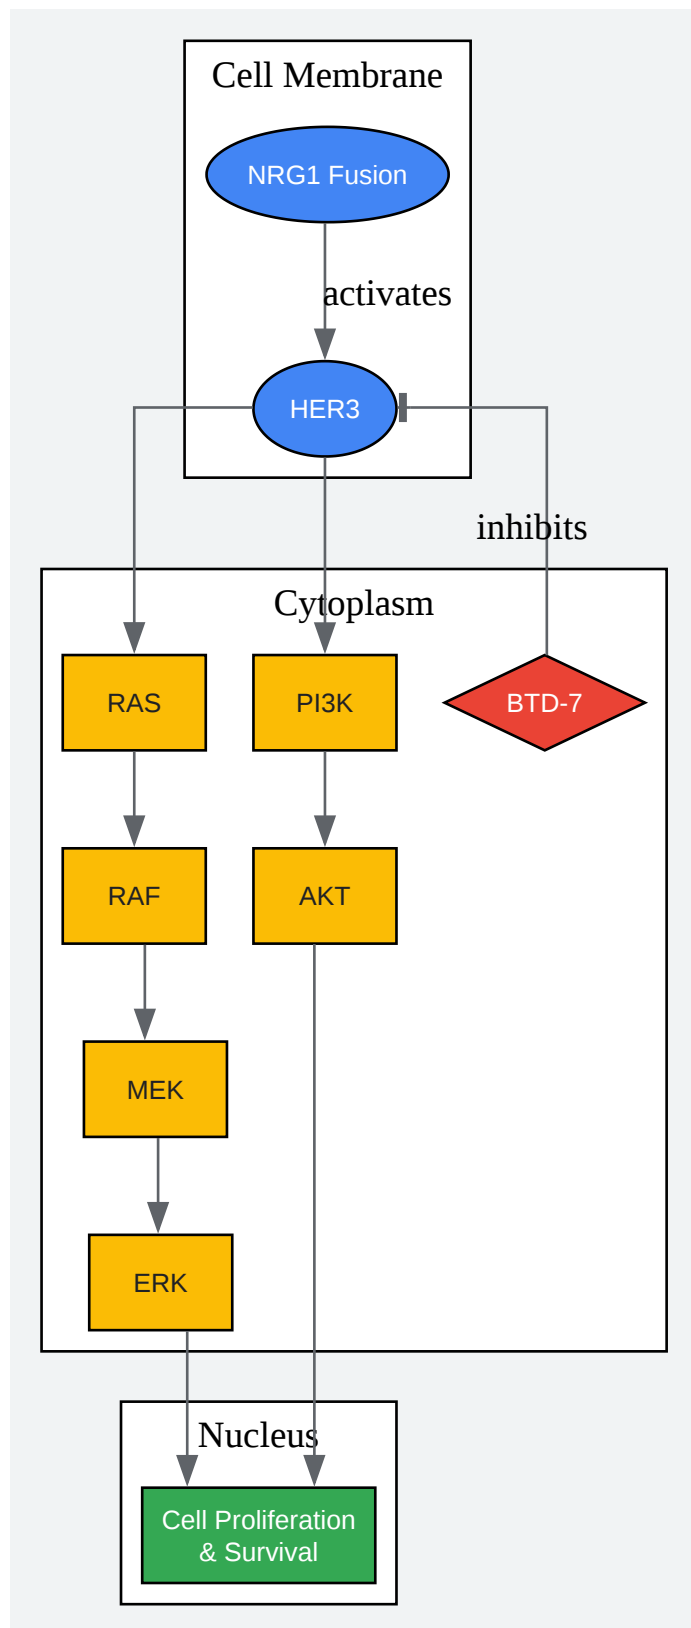 Cell Membrane
NRG1 Fusion
activates
HER3
inhibits
Cytoplasm
RAS
PI3K
BTD-7
RAF
AKT
MEK
ERK
Nucleus
Cell Proliferation
& Survival